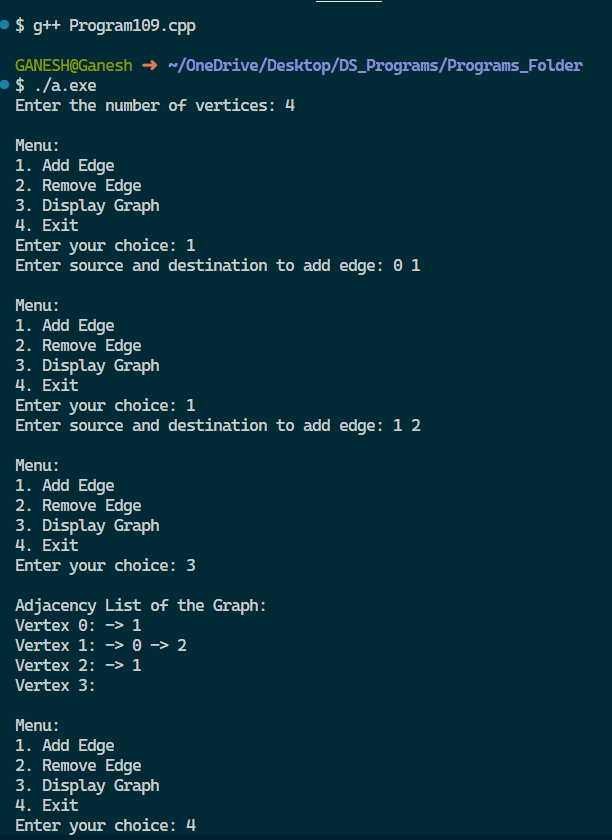 $ g++ Program109.cpp
GANESH@Ganesh → ~/OneDrive/Desktop/DS_Programs/Programs_Folder
$ ./a.exe
Enter the number of vertices: 4
Menu:
1. Add Edge
2. Remove Edge
3. Display Graph
4. Exit
Enter your choice: 1
Enter source and destination to add edge: 0 1
Menu:
1. Add Edge
2. Remove Edge
3. Display Graph
4. Exit
Enter your choice: 1
Enter source and destination to add edge: 1 2
Menu:
1. Add Edge
2. Remove Edge
3. Display Graph
4. Exit
Enter your choice: 3
Adjacency List of the Graph:
Vertex 0: -> 1
Vertex 1: -> 0 -> 2
Vertex 2: -> 1
Vertex 3:
Menu:
1. Add Edge
2. Remove Edge
3. Display Graph
4. Exit
Enter your choice: 4